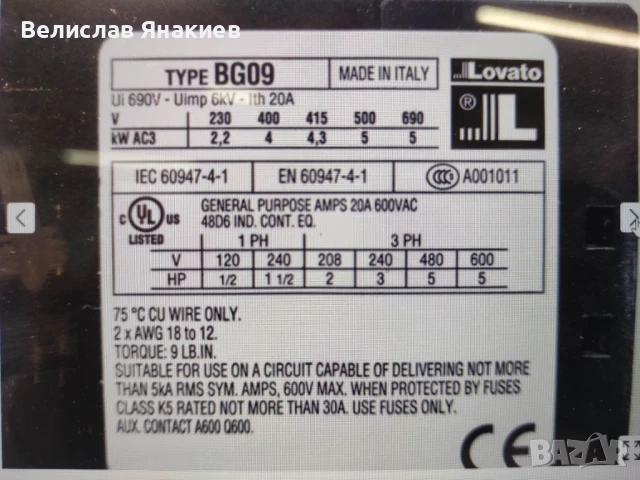 Велислав Янакиев
TYPE BG09 MADE IN ITALY Lovato
Ui 690V - Uimp 6kV - Ith 20A ®
V 230 400 415 500 690
kW AC3 2,2 4 4,3 5 5
IEC 60947-4-1 EN 60947-4-1 CCC A001011
C UL US GENERAL PURPOSE AMPS 20A 600VAC
48D6 IND. CONT. EQ.
LISTED 1 PH 3 PH
V 120 240 208 240 480 600
HP 1/2 1 1/2 2 3 5 5
75 °C CU WIRE ONLY.
2 x AWG 18 to 12.
TORQUE: 9 LB.IN.
SUITABLE FOR USE ON A CIRCUIT CAPABLE OF DELIVERING NOT MORE
THAN 5kA RMS SYM. AMPS, 600V MAX. WHEN PROTECTED BY FUSES
CLASS K5 RATED NOT MORE THAN 30A. USE FUSES ONLY.
AUX. CONTACT A600 Q600.
CE
BAZAR